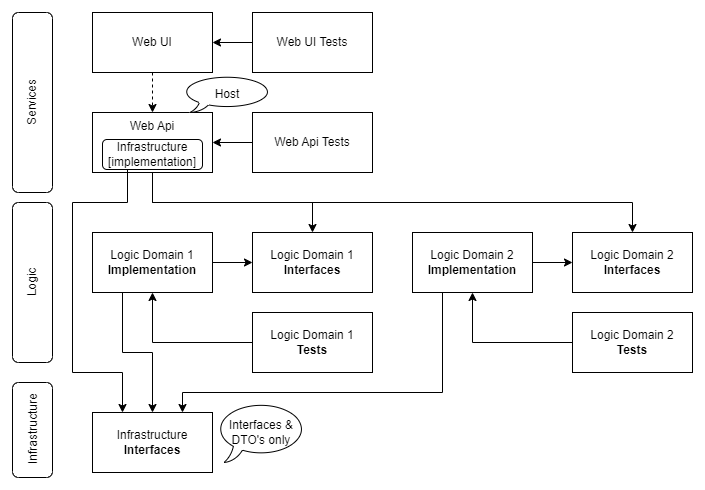 Services
Web UI
Web UI Tests
Host
Web Api
Infrastructure
[implementation]
Web Api Tests
Logic
Logic Domain 1
Implementation
Logic Domain 1
Interfaces
Logic Domain 2
Implementation
Logic Domain 2
Interfaces
Logic Domain 1
Tests
Logic Domain 2
Tests
Infrastructure
Infrastructure
Interfaces
Interfaces &
DTO's only